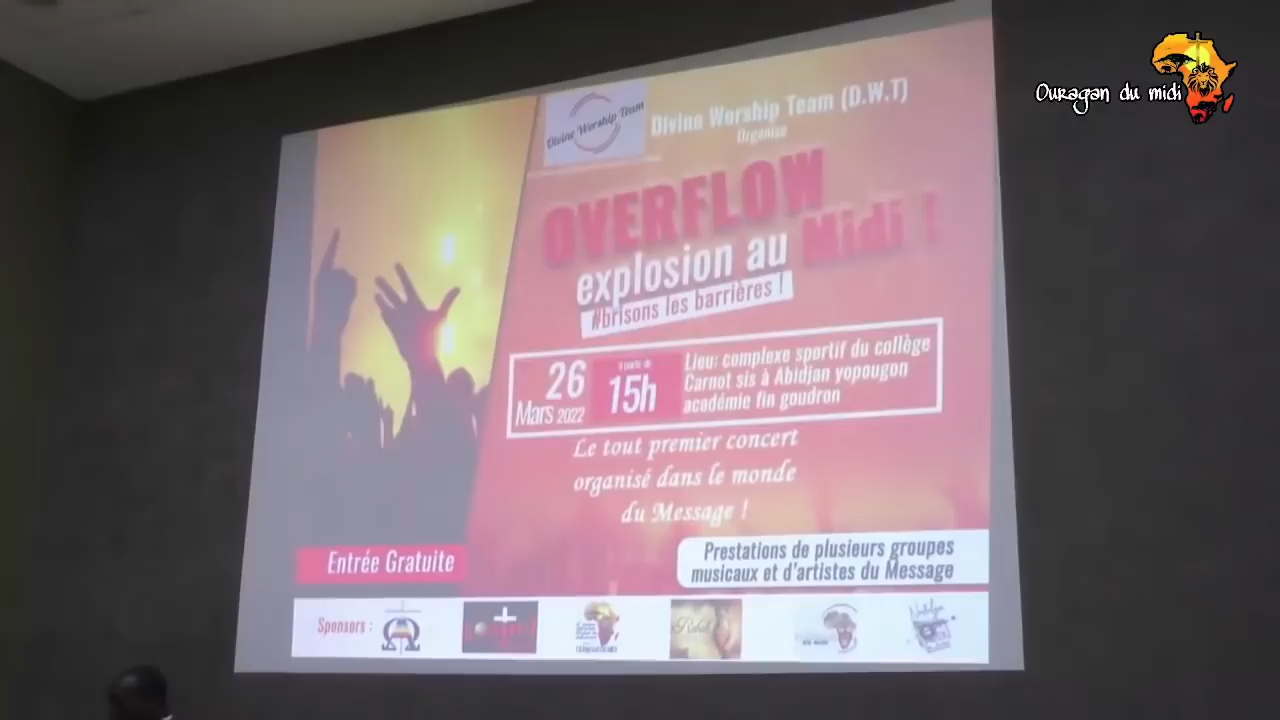 Ouragan du midi
Divine Worship Team
Divine Worship Team (D.W.T)
Organise
OVERFLOW
explosion au Midi !
#brisons les barrières !
26
Mars 2022
à partir de
15h
Lieu: complexe sportif du collège
Carnot sis à Abidjan yopougon
académie fin goudron
Le tout premier concert
organisé dans le monde
du Message !
Entrée Gratuite
Prestations de plusieurs groupes
musicaux et d'artistes du Message
Sponsors :